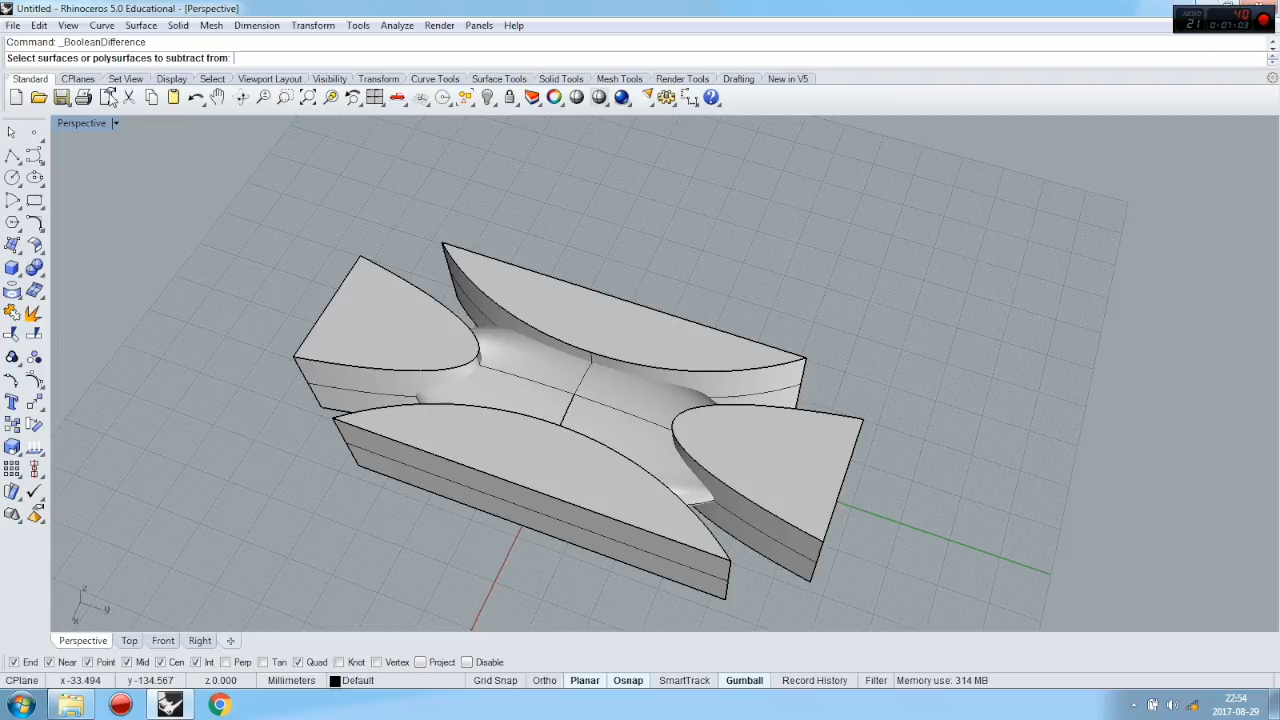 Untitled - Rhinoceros 5.0 Educational - [Perspective]
File Edit View Curve Surface Solid Mesh Dimension Transform Tools Analyze Render Panels Help
40
21 0:07:03
Command: _BooleanDifference
Select surfaces or polysurfaces to subtract from:
Standard CPlanes Set View Display Select Viewport Layout Visibility Transform Curve Tools Surface Tools Solid Tools Mesh Tools Render Tools Drafting New in V5
Perspective
z
y
x
Perspective Top Front Right
End Near Point Mid Cen Int Perp Tan Quad Knot Vertex Project Disable
CPlane x -33.494 y -134.567 z 0.000 Millimeters Default Grid Snap Ortho Planar Osnap SmartTrack Gumball Record History Filter Memory use: 314 MB
22:54
2017-08-29